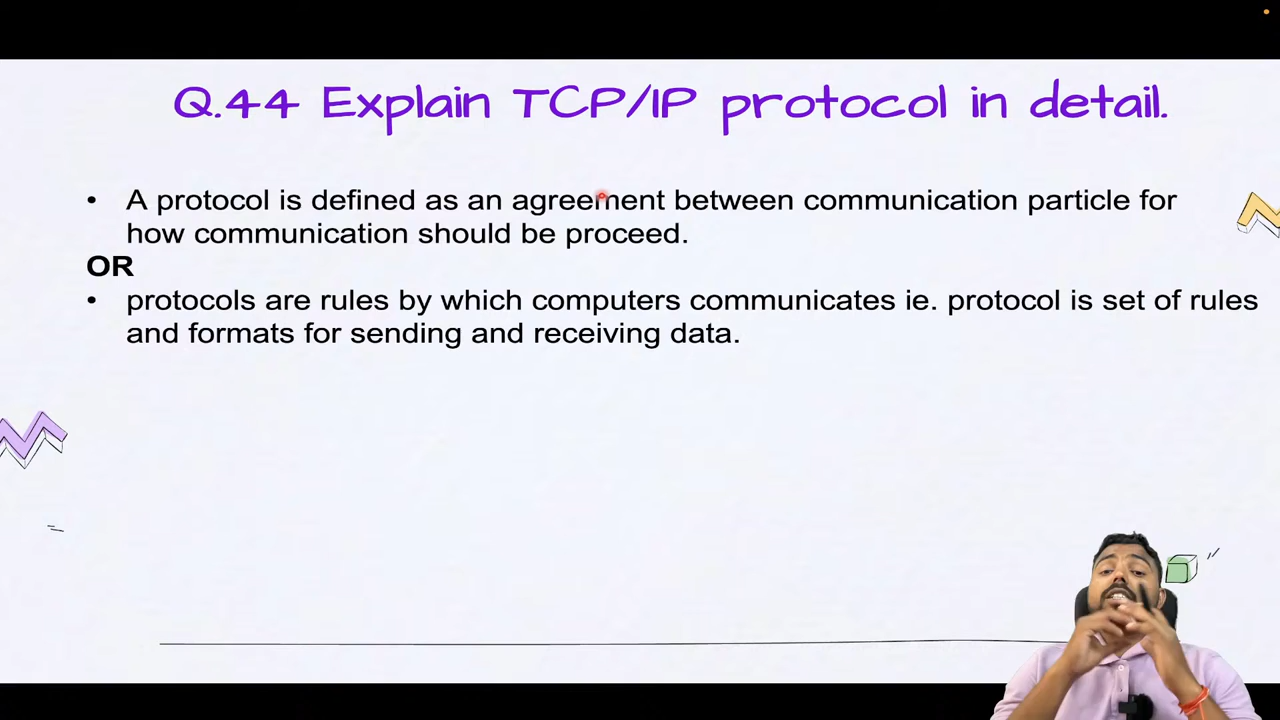 Q.44 Explain TCP/IP protocol in detail.
• A protocol is defined as an agreement between communication particle for
how communication should be proceed.
OR
• protocols are rules by which computers communicates ie. protocol is set of rules
and formats for sending and receiving data.